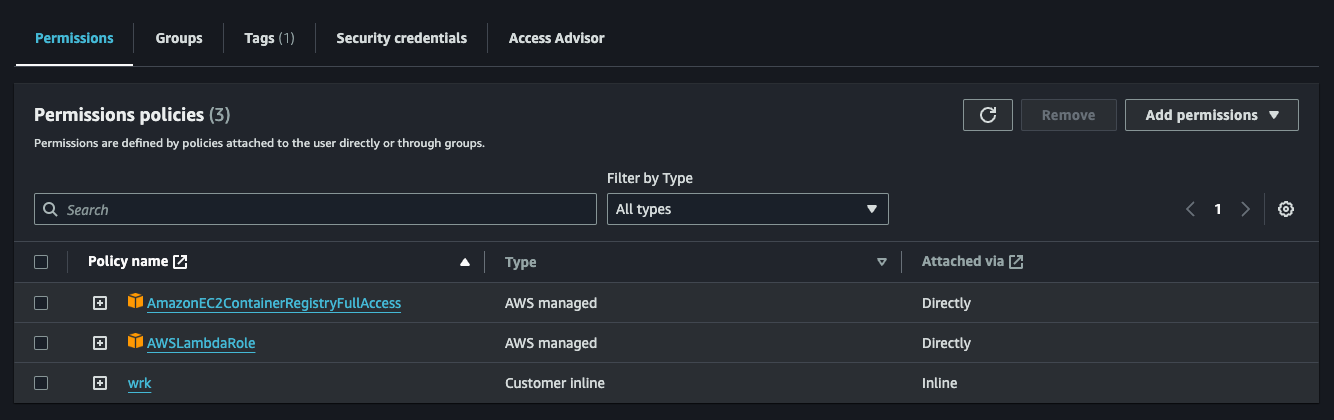 Permissions Groups Tags (1) Security credentials Access Advisor
Permissions policies (3)
Remove Add permissions
Permissions are defined by policies attached to the user directly or through groups.
Filter by Type
Search All types 1
Policy name Type Attached via
AmazonEC2ContainerRegistryFullAccess AWS managed Directly
AWSLambdaRole AWS managed Directly
wrk Customer inline Inline